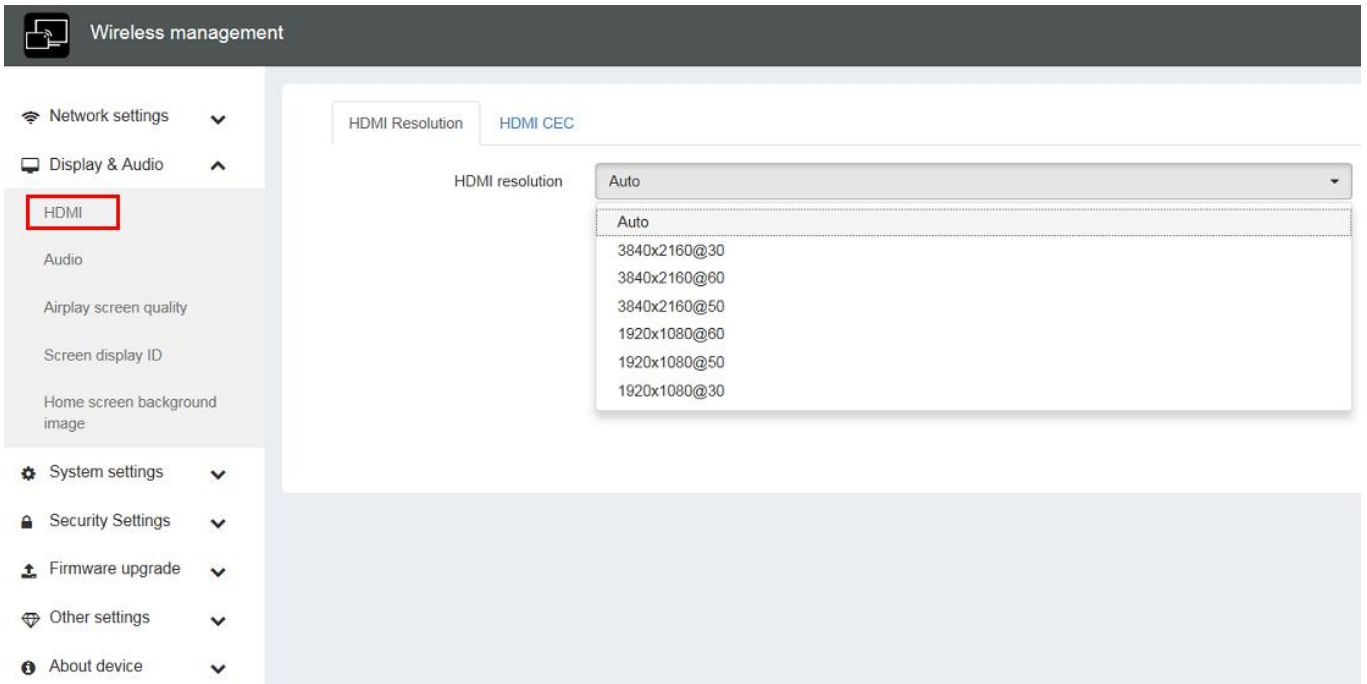 Wireless management
Network settings
Display & Audio
HDMI
Audio
Airplay screen quality
Screen display ID
Home screen background
image
System settings
Security Settings
Firmware upgrade
Other settings
About device
HDMI Resolution HDMI CEC
HDMI resolution Auto
Auto
3840x2160@30
3840x2160@60
3840x2160@50
1920x1080@60
1920x1080@50
1920x1080@30